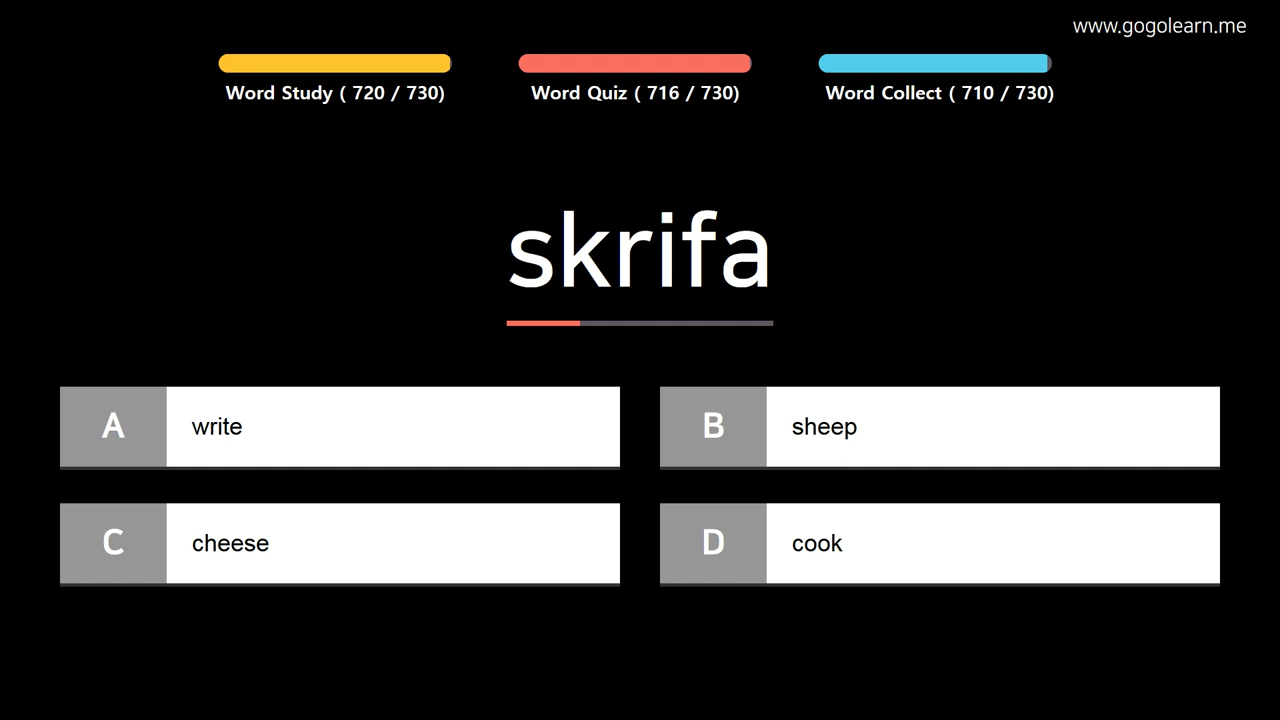 www.gogolearn.me
Word Study ( 720 / 730)
Word Quiz ( 716 / 730)
Word Collect ( 710 / 730)
skrifa
A write
B sheep
C cheese
D cook